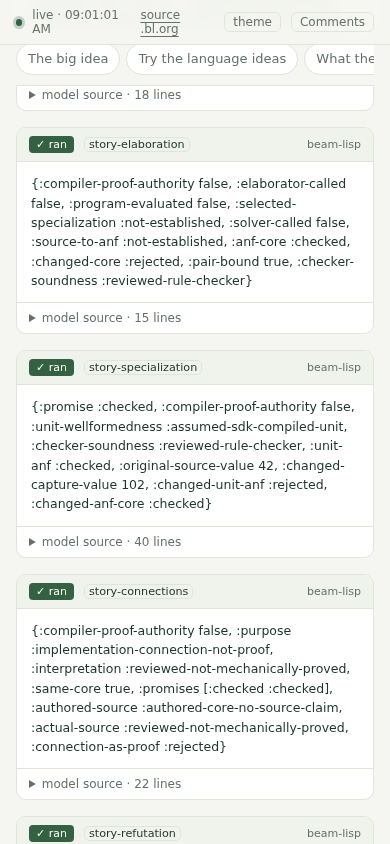 live · 09:01:01 AM
source.bl.org
theme
Comments
The big idea
Try the language ideas
What the
▶ model source · 18 lines
✓ ran
story-elaboration
beam-lisp
{:compiler-proof-authority false, :elaborator-called
false, :program-evaluated false, :selected-
specialization :not-established, :solver-called false,
:source-to-anf :not-established, :anf-core :checked,
:changed-core :rejected, :pair-bound true, :checker-
soundness :reviewed-rule-checker}
▶ model source · 15 lines
✓ ran
story-specialization
beam-lisp
{:promise :checked, :compiler-proof-authority false,
:unit-wellformedness :assumed-sdk-compiled-unit,
:checker-soundness :reviewed-rule-checker, :unit-
anf :checked, :original-source-value 42, :changed-
capture-value 102, :changed-unit-anf :rejected,
:changed-anf-core :checked}
▶ model source · 40 lines
✓ ran
story-connections
beam-lisp
{:compiler-proof-authority false, :purpose
:implementation-connection-not-proof,
:interpretation :reviewed-not-mechanically-proved,
:same-core true, :promises [:checked :checked],
:authored-source :authored-core-no-source-claim,
:actual-source :reviewed-not-mechanically-proved,
:connection-as-proof :rejected}
▶ model source · 22 lines
✓ ran
story-refutation
beam-lisp